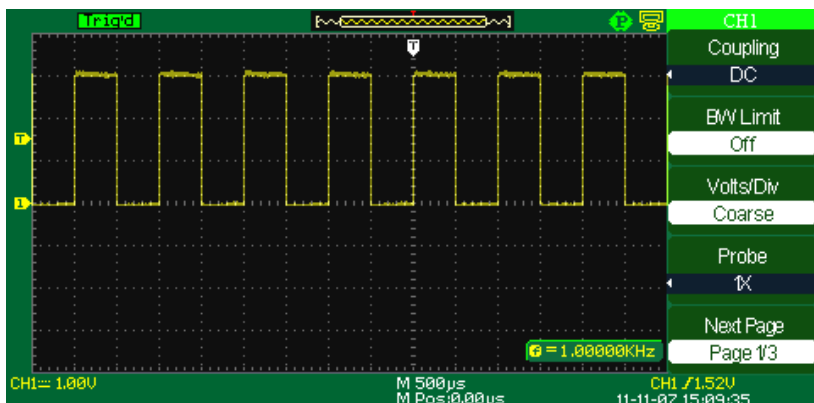 Trig'd
P
CH1
Coupling
DC
BW Limit
Off
Volts/Div
Coarse
Probe
1X
Next Page
Page 1/3
T
T
1
f = 1.00000KHz
CH1 1.00V
M 500µs
M Pos:0.00µs
CH1 1.52V
11-11-07 15:09:35